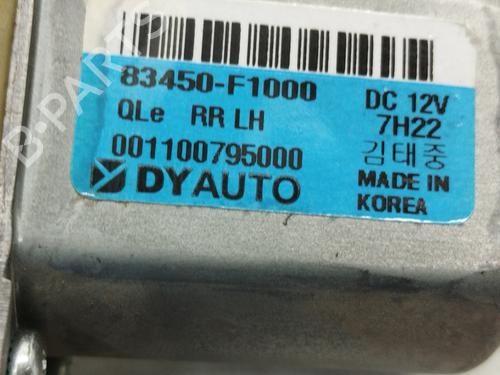 83450-F1000 DC 12V
QLe RR LH 7H22
001100795000 김태중
DYAUTO MADE IN
KOREA
B-PARTS